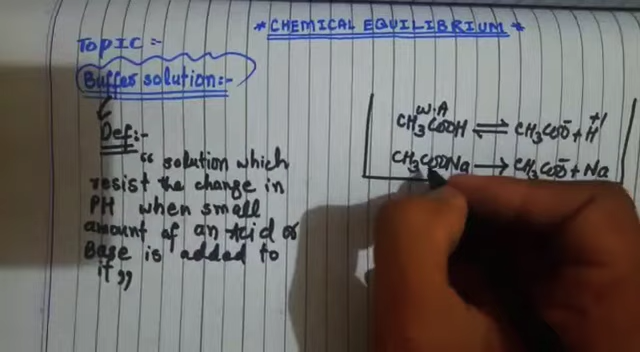 * CHEMICAL EQUILIBRIUM *
Topic:-
Buffer solution:-
Def:-
" solution which
resist the change in
PH when small
amount of an Acid or
Base is added to
it "
W.A
CH₃COOH ⇌ CH₃COO⁻ + H⁺
CH₃COONa → CH₃COO⁻ + Na